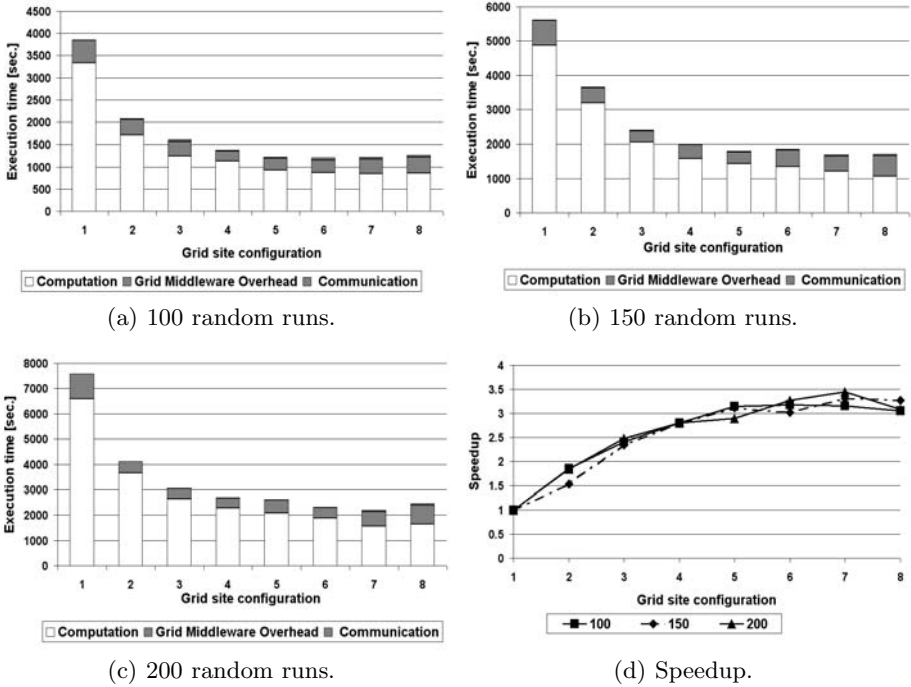 4500
4000
3500
3000
2500
2000
1500
1000
500
0
Execution time [sec.]
1 2 3 4 5 6 7 8
Grid site configuration
Computation Grid Middleware Overhead Communication
(a) 100 random runs.
6000
5000
4000
3000
2000
1000
0
Execution time [sec.]
1 2 3 4 5 6 7 8
Grid site configuration
Computation Grid Middleware Overhead Communication
(b) 150 random runs.
8000
7000
6000
5000
4000
3000
2000
1000
0
Execution time [sec.]
1 2 3 4 5 6 7 8
Grid site configuration
Computation Grid Middleware Overhead Communication
(c) 200 random runs.
4
3.5
3
2.5
2
1.5
1
0.5
0
Speedup
1 2 3 4 5 6 7 8
Grid site configuration
100 150 200
(d) Speedup.